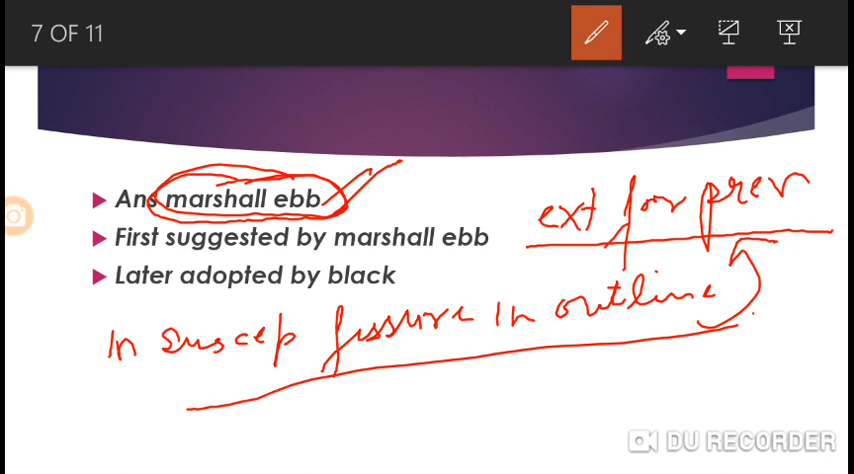 7 OF 11
Ans marshall ebb
First suggested by marshall ebb
Later adopted by black
ext for prev
In suscep fissure in outline
DU RECORDER